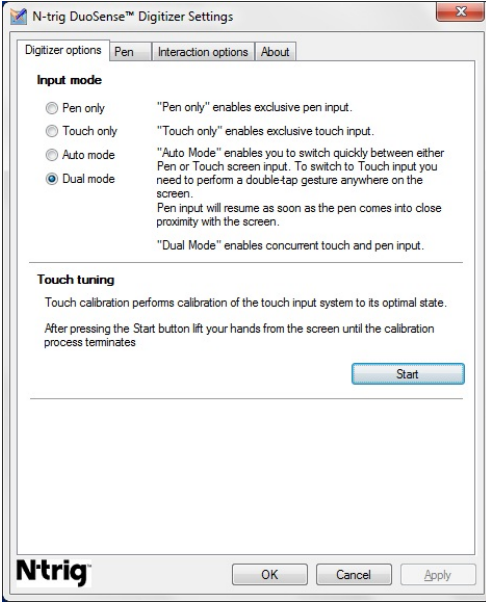 N-trig DuoSense™ Digitizer Settings
Digitizer options Pen Interaction options About
Input mode
Pen only "Pen only" enables exclusive pen input.
Touch only "Touch only" enables exclusive touch input.
Auto mode "Auto Mode" enables you to switch quickly between either
Pen or Touch screen input. To switch to Touch input you
Dual mode need to perform a double-tap gesture anywhere on the
screen.
Pen input will resume as soon as the pen comes into close
proximity with the screen.
"Dual Mode" enables concurrent touch and pen input.
Touch tuning
Touch calibration performs calibration of the touch input system to its optimal state.
After pressing the Start button lift your hands from the screen until the calibration
process terminates
Start
N-trig OK Cancel Apply